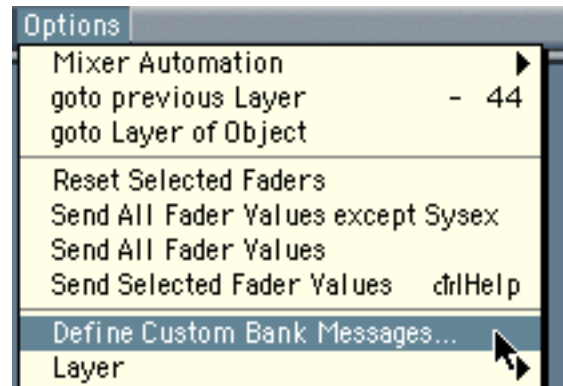 Options
Mixer Automation
goto previous Layer - 44
goto Layer of Object
Reset Selected Faders
Send All Fader Values except Sysex
Send All Fader Values
Send Selected Fader Values ctrlHelp
Define Custom Bank Messages...
Layer